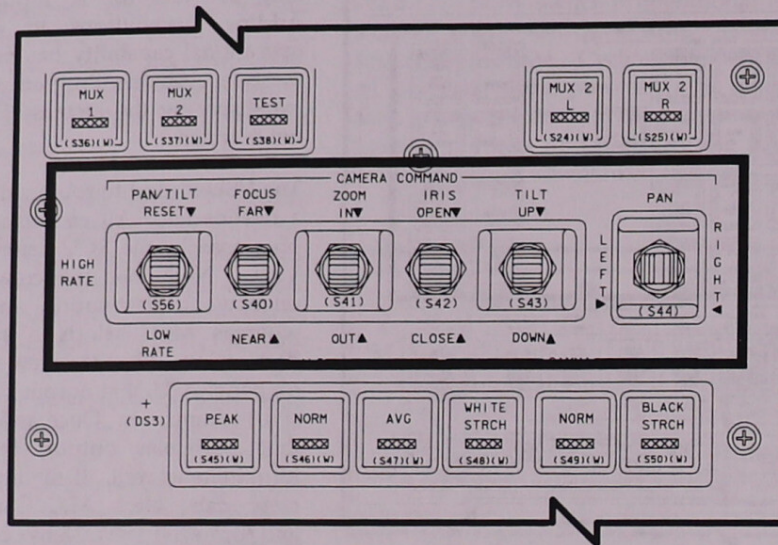 MUX
1
(S36)(W)
MUX
2
(S37)(W)
TEST
(S38)(W)
MUX 2
L
(S24)(W)
MUX 2
R
(S25)(W)
CAMERA COMMAND
PAN/TILT
RESET▼
FOCUS
FAR▼
ZOOM
IN▼
IRIS
OPEN▼
TILT
UP▼
PAN
HIGH
RATE
LEFT▶
RIGHT◀
(S56)
(S40)
(S41)
(S42)
(S43)
(S44)
LOW
RATE
NEAR▲
OUT▲
CLOSE▲
DOWN▲
+
(DS3)
PEAK
(S45)(W)
NORM
(S46)(W)
AVG
(S47)(W)
WHITE
STRCH
(S48)(W)
NORM
(S49)(W)
BLACK
STRCH
(S50)(W)